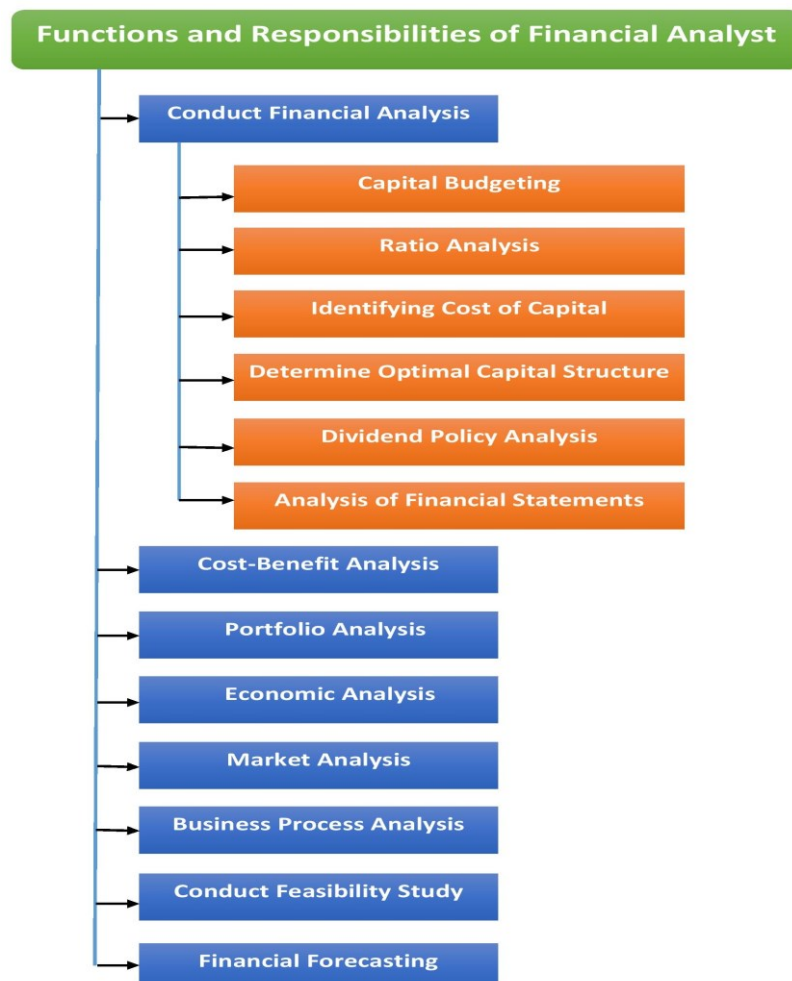 Functions and Responsibilities of Financial Analyst
Conduct Financial Analysis
Capital Budgeting
Ratio Analysis
Identifying Cost of Capital
Determine Optimal Capital Structure
Dividend Policy Analysis
Analysis of Financial Statements
Cost-Benefit Analysis
Portfolio Analysis
Economic Analysis
Market Analysis
Business Process Analysis
Conduct Feasibility Study
Financial Forecasting